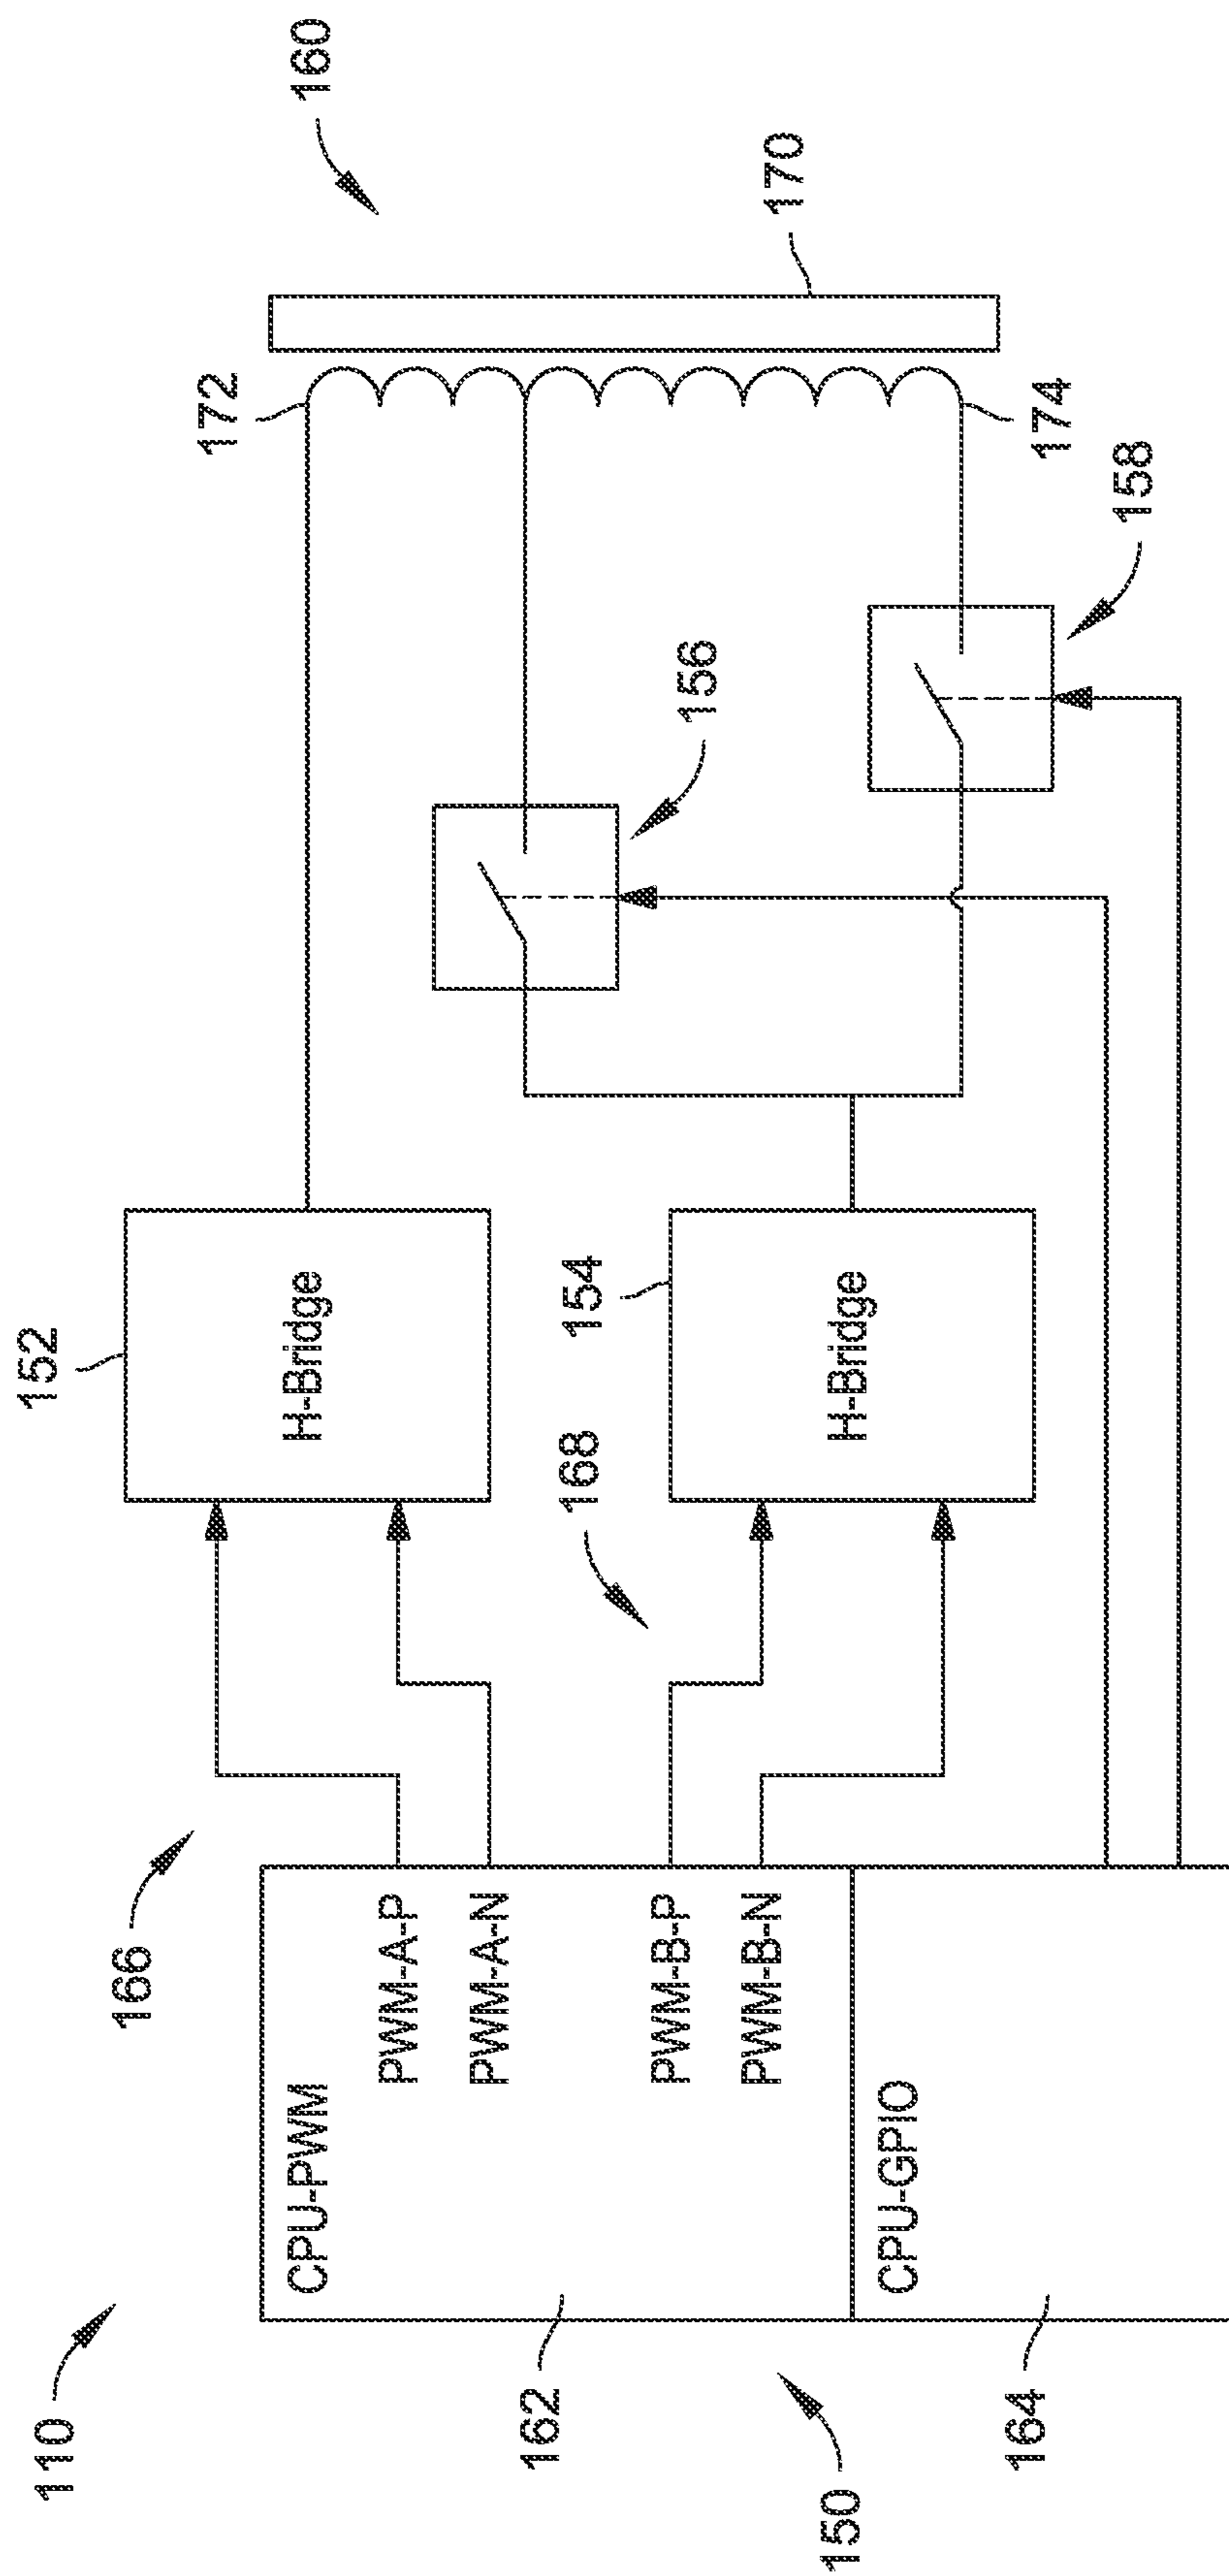 110
166
152
172
160
CPU-PWM
PWM-A-P
PWM-A-N
PWM-B-P
PWM-B-N
H-Bridge
168
154
H-Bridge
156
170
162
CPU-GPIO
174
158
150
164